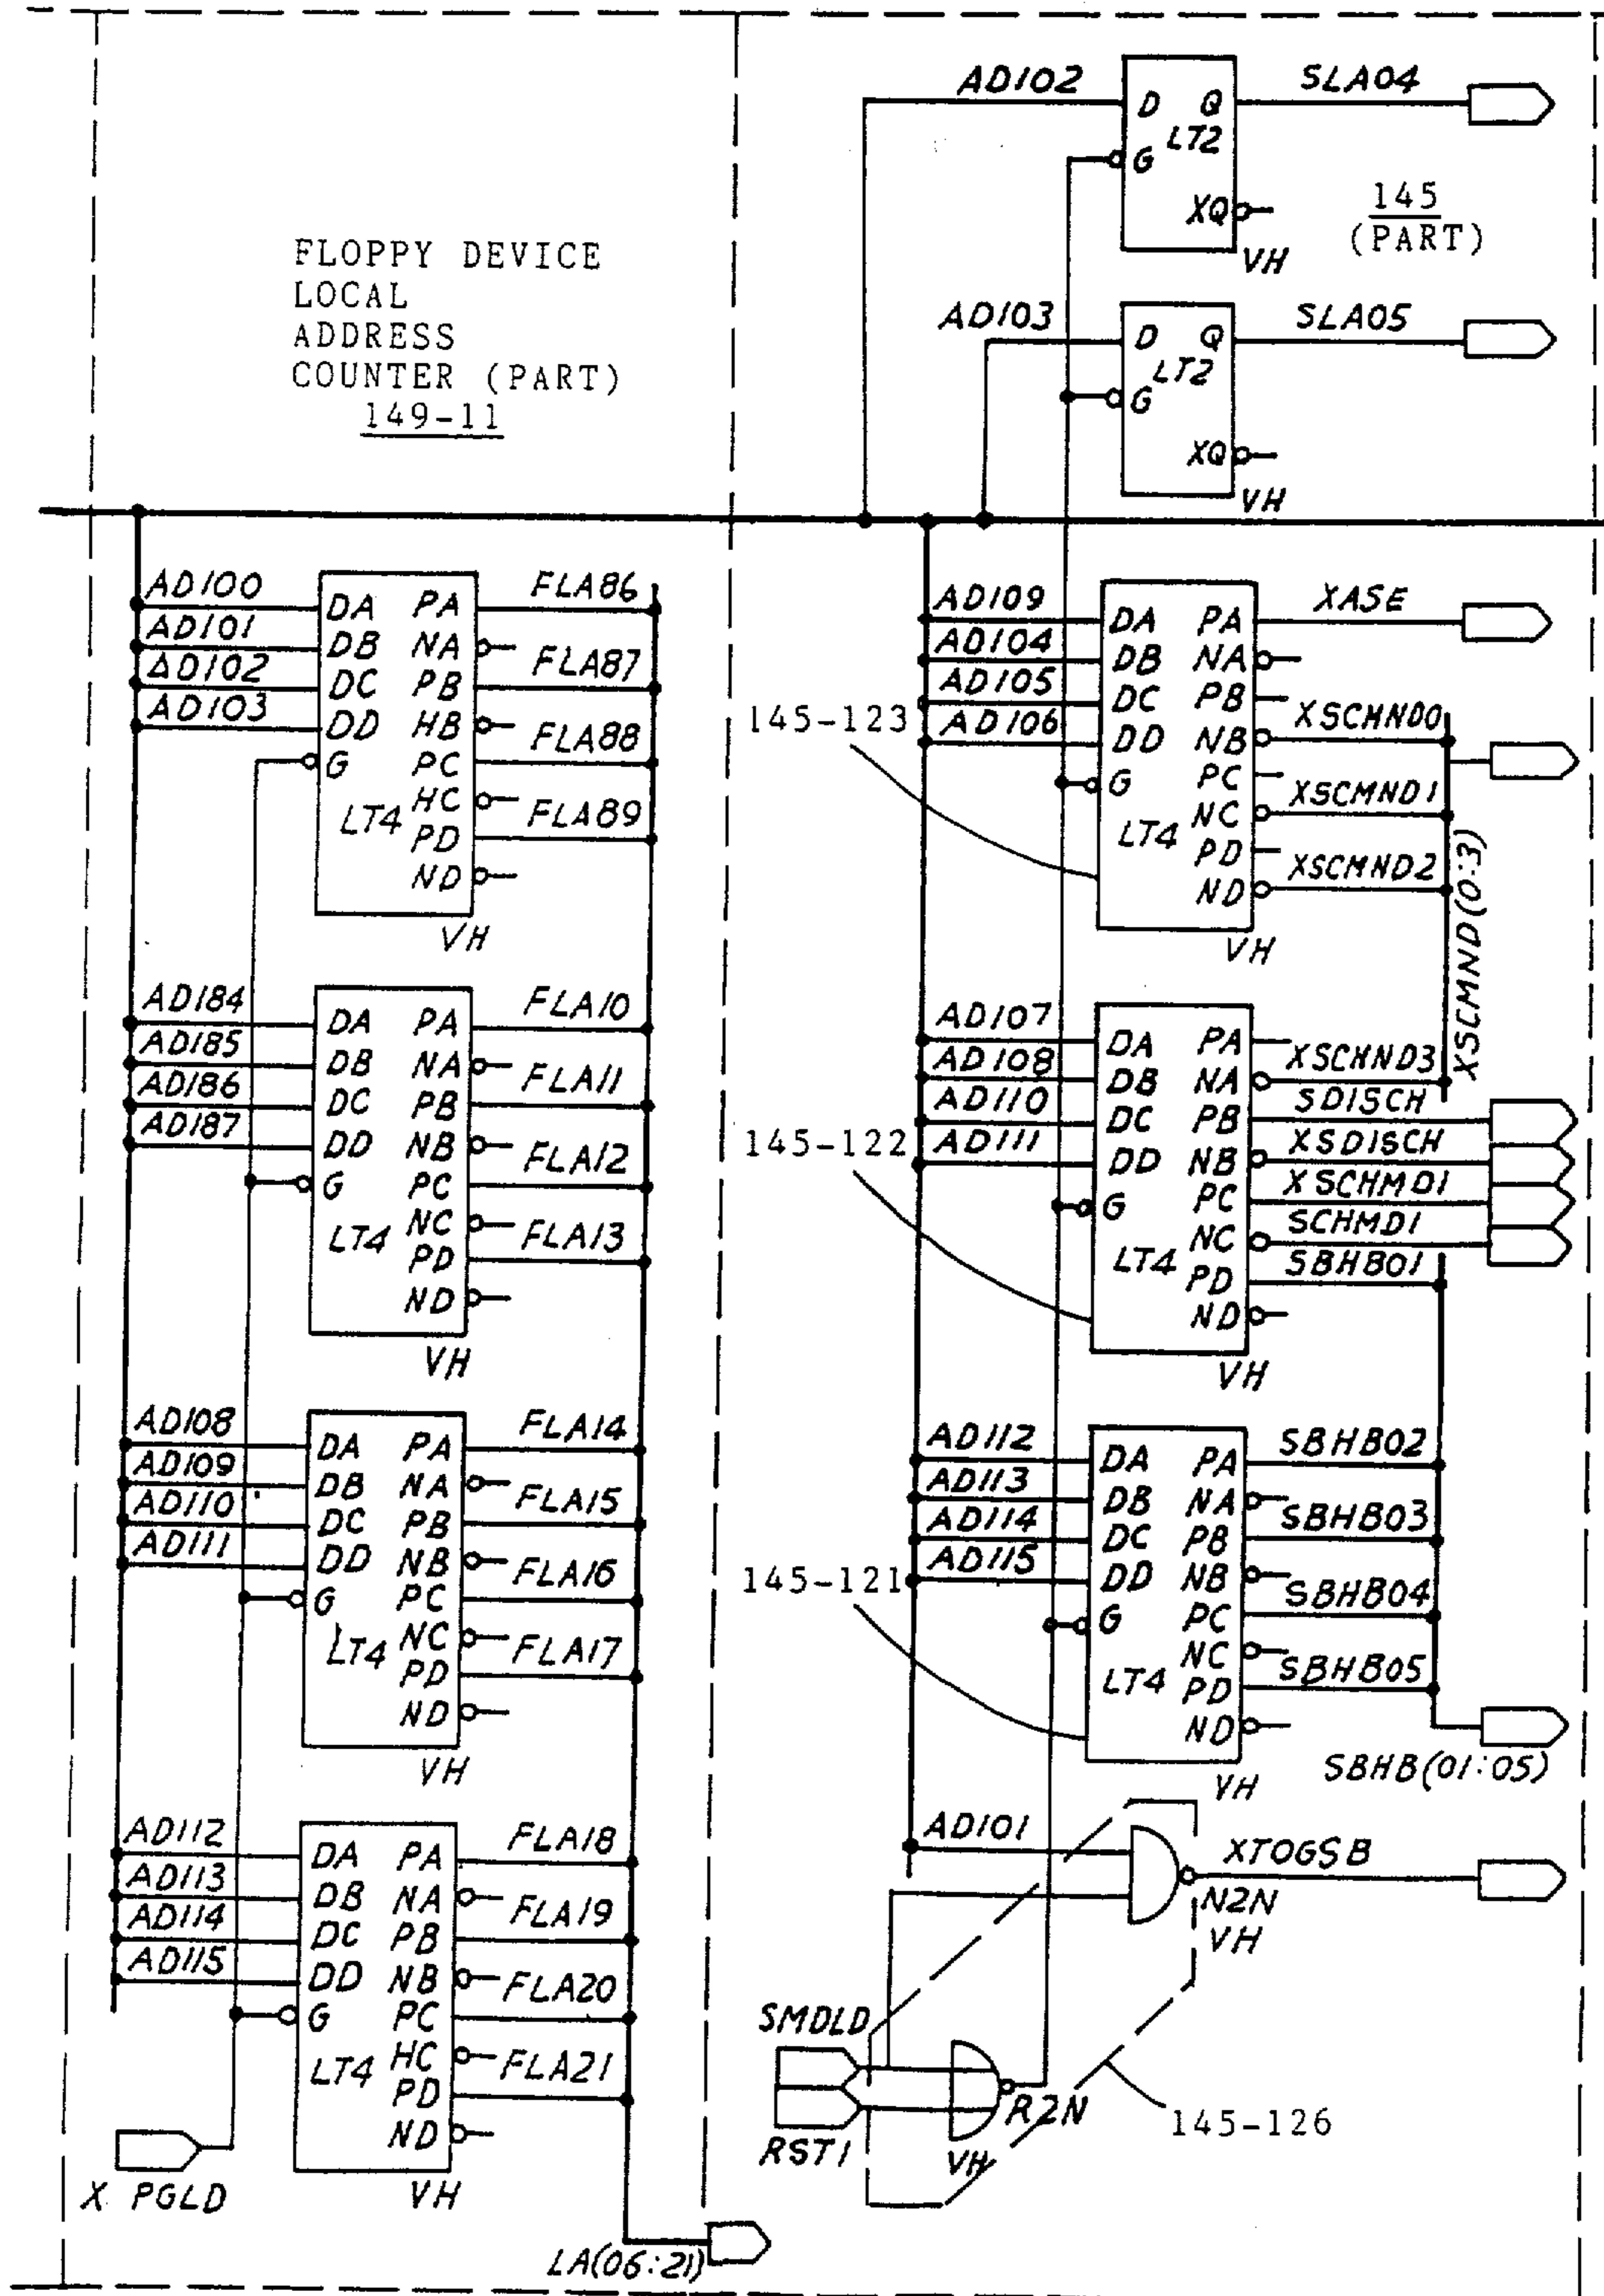 FLOPPY DEVICE
LOCAL
ADDRESS
COUNTER (PART)
149-11
AD100
AD101
AD102
AD103
DA PA
DB NA
DC PB
DD HB
G PC
HC
LT4 PD
ND
VH
FLA86
FLA87
FLA88
FLA89
AD184
AD185
AD186
AD187
DA PA
DB NA
DC PB
DD NB
G PC
NC
LT4 PD
ND
VH
FLA10
FLA11
FLA12
FLA13
AD108
AD109
AD110
AD111
DA PA
DB NA
DC PB
DD NB
G PC
NC
LT4 PD
ND
VH
FLA14
FLA15
FLA16
FLA17
AD112
AD113
AD114
AD115
DA PA
DB NA
DC PB
DD NB
G PC
HC
LT4 PD
ND
VH
FLA18
FLA19
FLA20
FLA21
X PGLD
LA(06:21)
AD102
D Q
LT2
G
XQ
VH
SLA04
145
(PART)
AD103
D Q
LT2
G
XQ
VH
SLA05
AD109
AD104
AD105
AD106
145-123
DA PA
DB NA
DC PB
DD NB
G PC
NC
LT4 PD
ND
VH
XASE
XSCHND0
XSCMND1
XSCMND2
XSCMND(0:3)
AD107
AD108
AD110
AD111
145-122
DA PA
DB NA
DC PB
DD NB
G PC
NC
LT4 PD
ND
VH
XSCHND3
SDISCH
XSDISCH
XSCHMD1
SCHMD1
SBHB01
AD112
AD113
AD114
AD115
145-121
DA PA
DB NA
DC PB
DD NB
G PC
NC
LT4 PD
ND
VH
SBHB02
SBHB03
SBHB04
SBHB05
SBHB(01:05)
AD101
XTOGSB
N2N
VH
SMDLD
RST1
R2N
VH
145-126